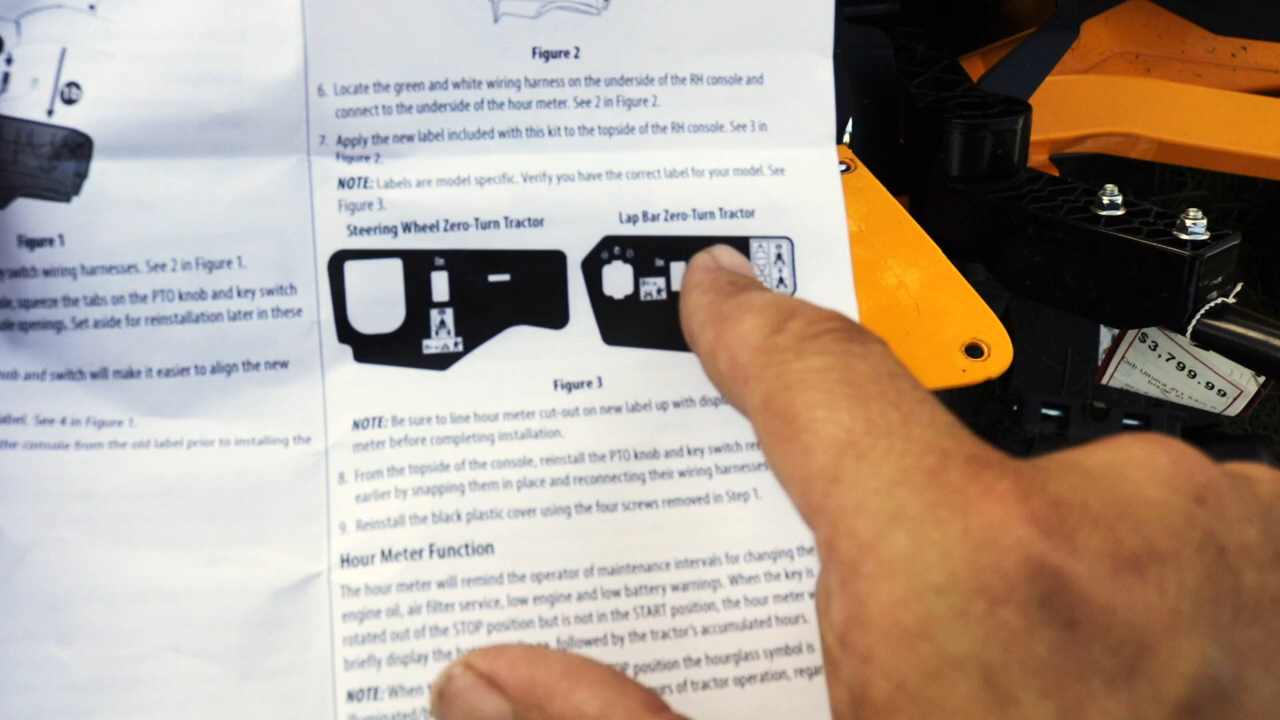 10
Figure 1
switch wiring harnesses. See 2 in Figure 1.
squeeze the tabs on the PTO knob and key switch
openings. Set aside for reinstallation later in these
and switch will make it easier to align the new
See 4 in Figure 1.
console from the old label prior to installing the
Figure 2
6. Locate the green and white wiring harness on the underside of the RH console and
connect to the underside of the hour meter. See 2 in Figure 2.
7. Apply the new label included with this kit to the topside of the RH console. See 3 in
Figure 2.
NOTE: Labels are model specific. Verify you have the correct label for your model. See
Figure 3.
Steering Wheel Zero-Turn Tractor
Lap Bar Zero-Turn Tractor
Figure 3
NOTE: Be sure to line hour meter cut-out on new label up with
meter before completing installation.
8. From the topside of the console, reinstall the PTO knob and key switch
earlier by snapping them in place and reconnecting their wiring harnesses
9. Reinstall the black plastic cover using the four screws removed in Step 1.
Hour Meter Function
The hour meter will remind the operator of maintenance intervals for changing the
engine oil, air filter service, low engine and low battery warnings. When the key is
rotated out of the STOP position but is not in the START position, the hour meter
briefly display the followed by the tractor's accumulated hours.
NOTE: When position the hourglass symbol is
of tractor operation,
$3,799.99